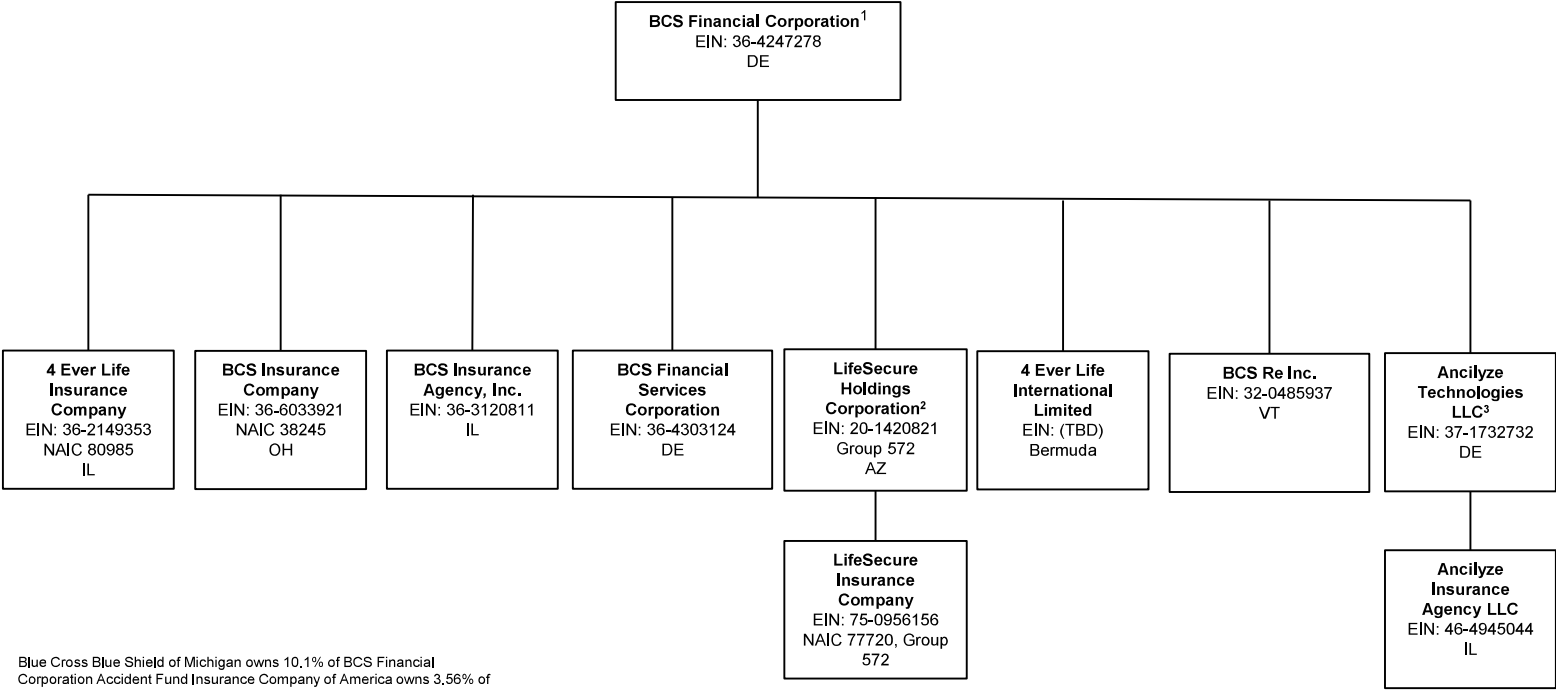 BCS Financial Corporation1
EIN: 36-4247278
DE
4 Ever Life
Insurance
Company
EIN: 36-2149353
NAIC 80985
IL
BCS Insurance
Company
EIN: 36-6033921
NAIC 38245
OH
BCS Insurance
Agency, Inc.
EIN: 36-3120811
IL
BCS Financial
Services
Corporation
EIN: 36-4303124
DE
LifeSecure
Holdings
Corporation2
EIN: 20-1420821
Group 572
AZ
4 Ever Life
International
Limited
EIN: (TBD)
Bermuda
BCS Re Inc.
EIN: 32-0485937
VT
Ancilyze
Technologies
LLC3
EIN: 37-1732732
DE
LifeSecure
Insurance
Company
EIN: 75-0956156
NAIC 77720, Group
572
Ancilyze
Insurance
Agency LLC
EIN: 46-4945044
IL
Blue Cross Blue Shield of Michigan owns 10.1% of BCS Financial
Corporation Accident Fund Insurance Company of America owns 3.56% of